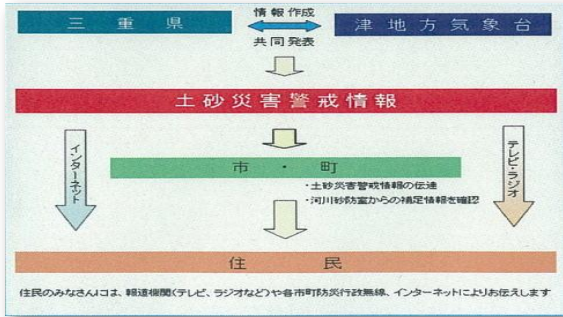 三重県
情報作成
共同発表
津地方気象台
土砂災害警戒情報
インターネット
市・町
・土砂災害警戒情報の伝達
・河川砂防室からの補足情報を確認
テレビ・ラジオ
住民
住民のみなさんには、報道機関(テレビ、ラジオなど)や各市町防災行政無線、インターネットによりお伝えします